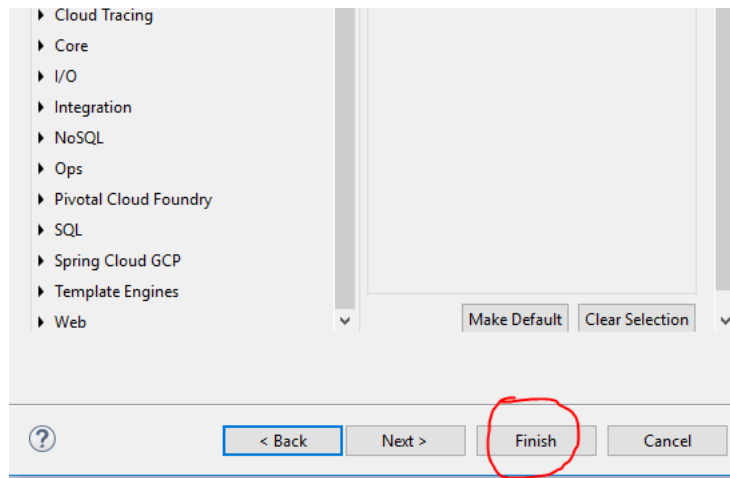 Cloud Tracing
Core
I/O
Integration
NoSQL
Ops
Pivotal Cloud Foundry
SQL
Spring Cloud GCP
Template Engines
Web
Make Default Clear Selection
? < Back Next > Finish Cancel